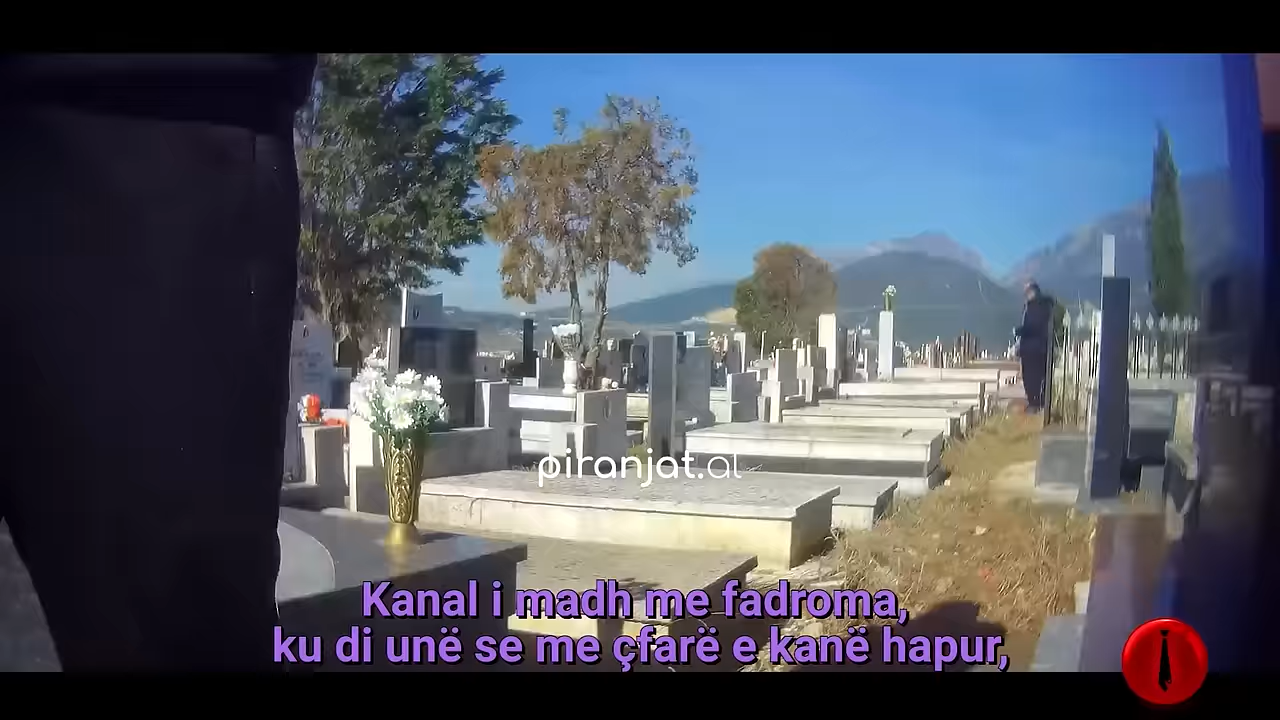 piranjat.al
Kanal i madh me fadroma,
ku di unë se me çfarë e kanë hapur,